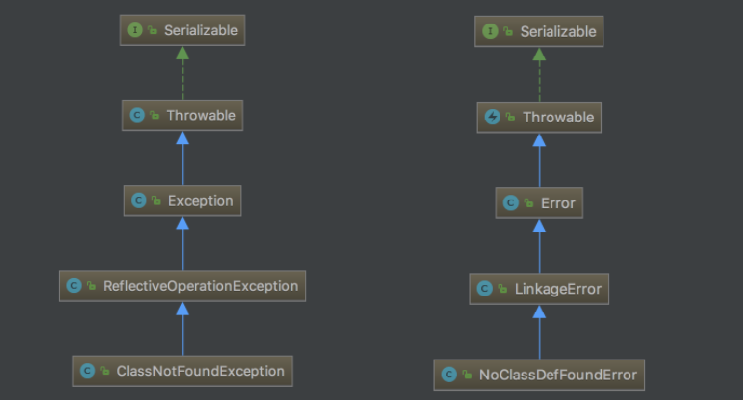 I Serializable
C Throwable
C Exception
C ReflectiveOperationException
C ClassNotFoundException
I Serializable
Throwable
C Error
C LinkageError
C NoClassDefFoundError